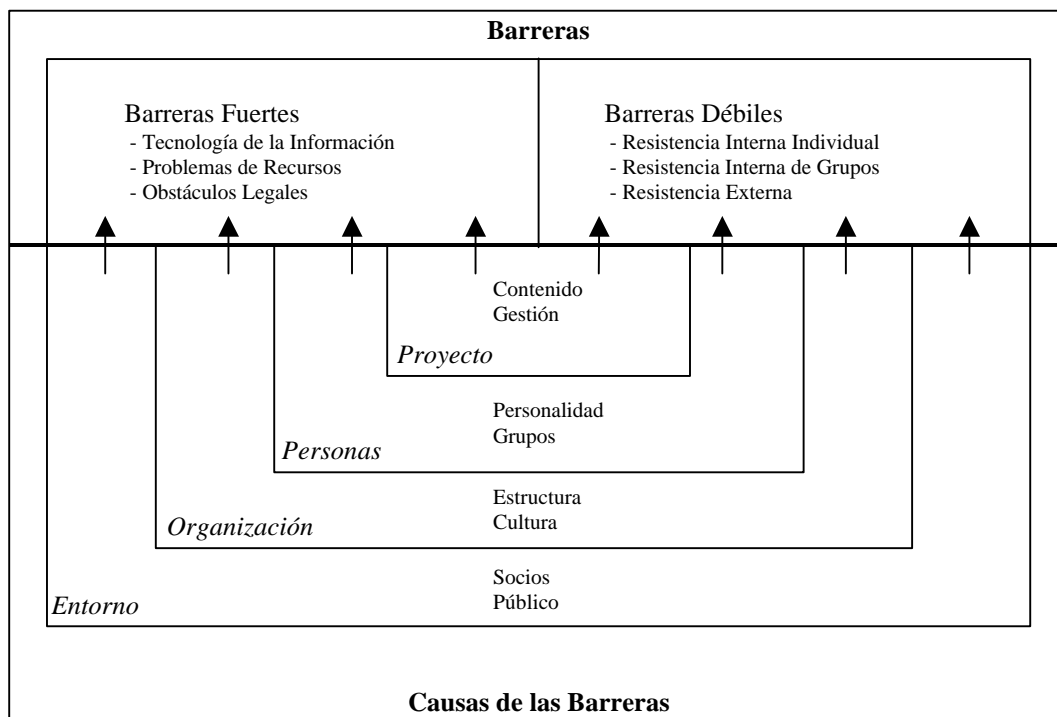 Barreras
Barreras Fuertes
- Tecnología de la Información
- Problemas de Recursos
- Obstáculos Legales
Barreras Débiles
- Resistencia Interna Individual
- Resistencia Interna de Grupos
- Resistencia Externa
Contenido
Gestión
Proyecto
Personalidad
Grupos
Personas
Estructura
Cultura
Organización
Socios
Público
Entorno
Causas de las Barreras